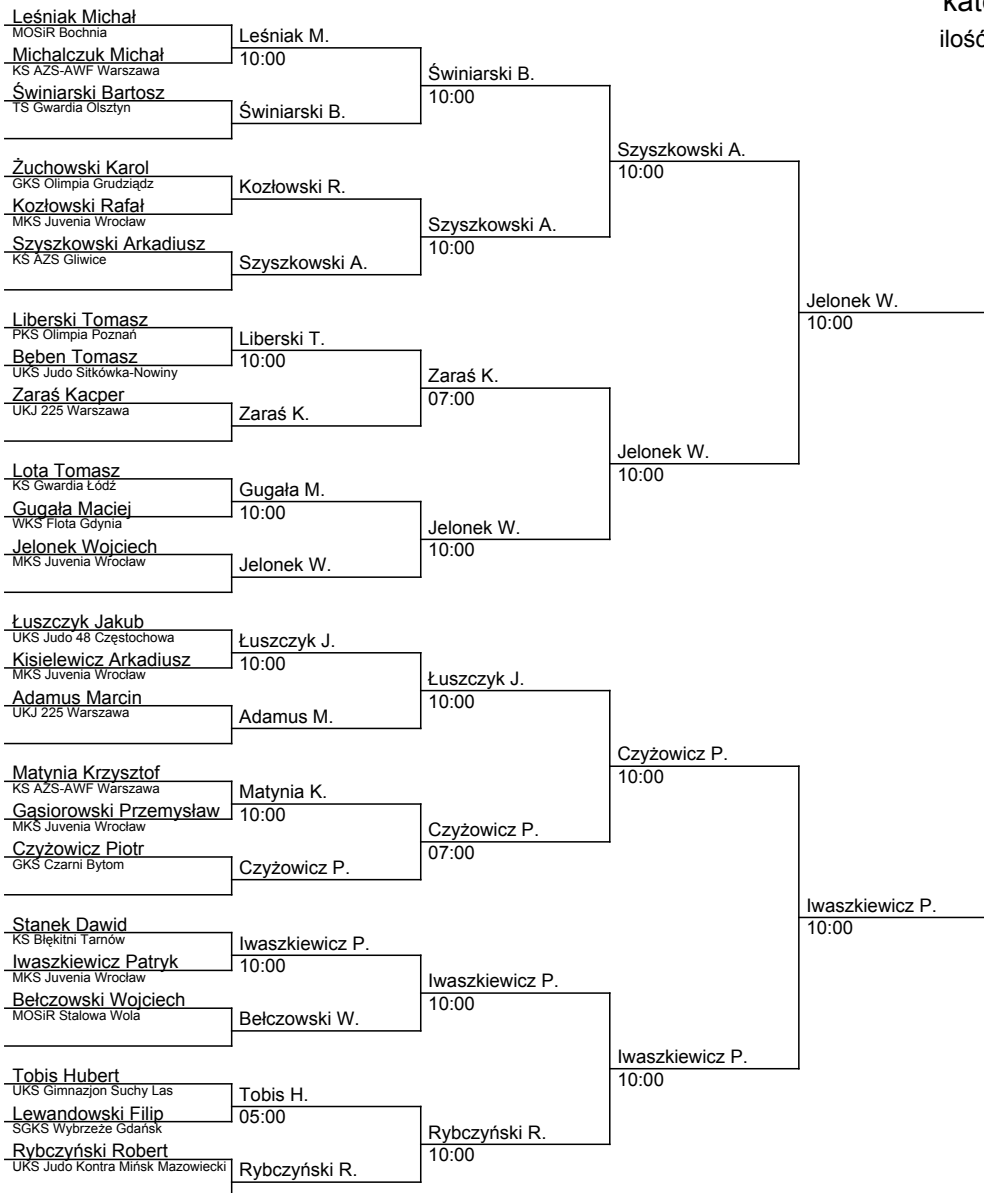 kat
ilość
Leśniak Michał
MOSiR Bochnia
Michalczuk Michał
KS AZS-AWF Warszawa
Świniarski Bartosz
TS Gwardia Olsztyn
Żuchowski Karol
GKS Olimpia Grudziądz
Kozłowski Rafał
MKS Juvenia Wrocław
Szyszkowski Arkadiusz
KS AZS Gliwice
Liberski Tomasz
PKS Olimpia Poznań
Bęben Tomasz
UKS Judo Sitkówka-Nowiny
Zaraś Kacper
UKJ 225 Warszawa
Lota Tomasz
KS Gwardia Łódź
Gugała Maciej
WKS Flota Gdynia
Jelonek Wojciech
MKS Juvenia Wrocław
Łuszczyk Jakub
UKS Judo 48 Częstochowa
Kisielewicz Arkadiusz
MKS Juvenia Wrocław
Adamus Marcin
UKJ 225 Warszawa
Matynia Krzysztof
KS AZS-AWF Warszawa
Gąsiorowski Przemysław
MKS Juvenia Wrocław
Czyżowicz Piotr
GKS Czarni Bytom
Stanek Dawid
KS Błękitni Tarnów
Iwaszkiewicz Patryk
MKS Juvenia Wrocław
Bełczowski Wojciech
MOSiR Stalowa Wola
Tobis Hubert
UKS Gimnazjon Suchy Las
Lewandowski Filip
SGKS Wybrzeże Gdańsk
Rybczyński Robert
UKS Judo Kontra Mińsk Mazowiecki
Leśniak M.
10:00
Świniarski B.
Kozłowski R.
Szyszkowski A.
Liberski T.
10:00
Zaraś K.
Gugała M.
10:00
Jelonek W.
Łuszczyk J.
10:00
Adamus M.
Matynia K.
10:00
Czyżowicz P.
Iwaszkiewicz P.
10:00
Bełczowski W.
Tobis H.
05:00
Rybczyński R.
Świniarski B.
10:00
Szyszkowski A.
10:00
Zaraś K.
07:00
Jelonek W.
10:00
Łuszczyk J.
10:00
Czyżowicz P.
07:00
Iwaszkiewicz P.
10:00
Rybczyński R.
10:00
Szyszkowski A.
10:00
Jelonek W.
10:00
Czyżowicz P.
10:00
Iwaszkiewicz P.
10:00
Jelonek W.
10:00
Iwaszkiewicz P.
10:00